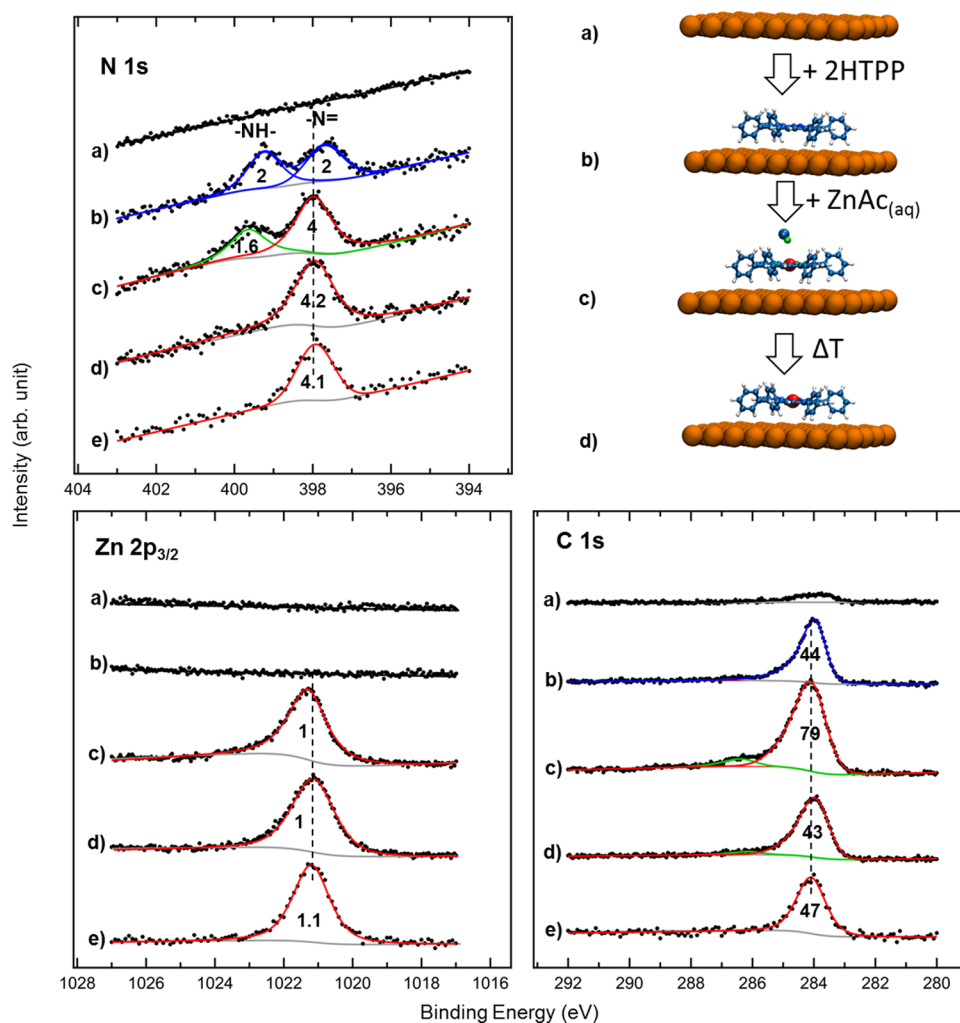 N 1s
-NH-
-N=
a)
2
2
b)
4
1.6
c)
4.2
d)
4.1
e)
404 402 400 398 396 394
a)
+ 2HTPP
b)
+ ZnAc(aq)
c)
ΔT
d)
Intensity (arb. unit)
Zn 2p3/2
a)
b)
c)
1
d)
1
e)
1.1
1028 1026 1024 1022 1020 1018 1016
C 1s
a)
b)
44
c)
79
d)
43
e)
47
292 290 288 286 284 282 280
Binding Energy (eV)